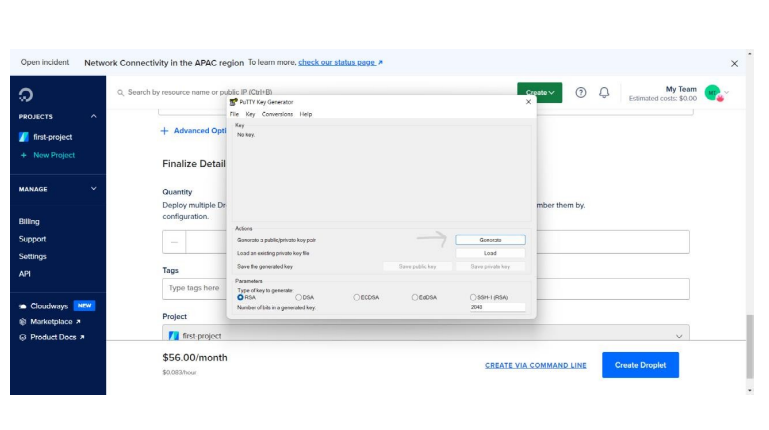 Open incident Network Connectivity in the APAC region To learn more, check our status page
Search by resource name or public IP (Ctrl+B)
Create
My Team
Estimated costs: $0.00
PROJECTS
first-project
+ New Project
MANAGE
Billing
Support
Settings
API
Cloudways NEW
Marketplace
Product Docs
+ Advanced Opti
Finalize Detail
Quantity
Deploy multiple Dr
mber them by.
configuration.
Tags
Type tags here
Project
first-project
PuTTY Key Generator
File Key Conversions Help
Key
No key.
Actions
Generate a public/private key pair
Generate
Load an existing private key file
Load
Save the generated key
Save public key
Save private key
Parameters
Type of key to generate:
RSA DSA ECDSA EdDSA SSH-1 (RSA)
Number of bits in a generated key:
2048
$56.00/month
$0.083/hour
CREATE VIA COMMAND LINE
Create Droplet